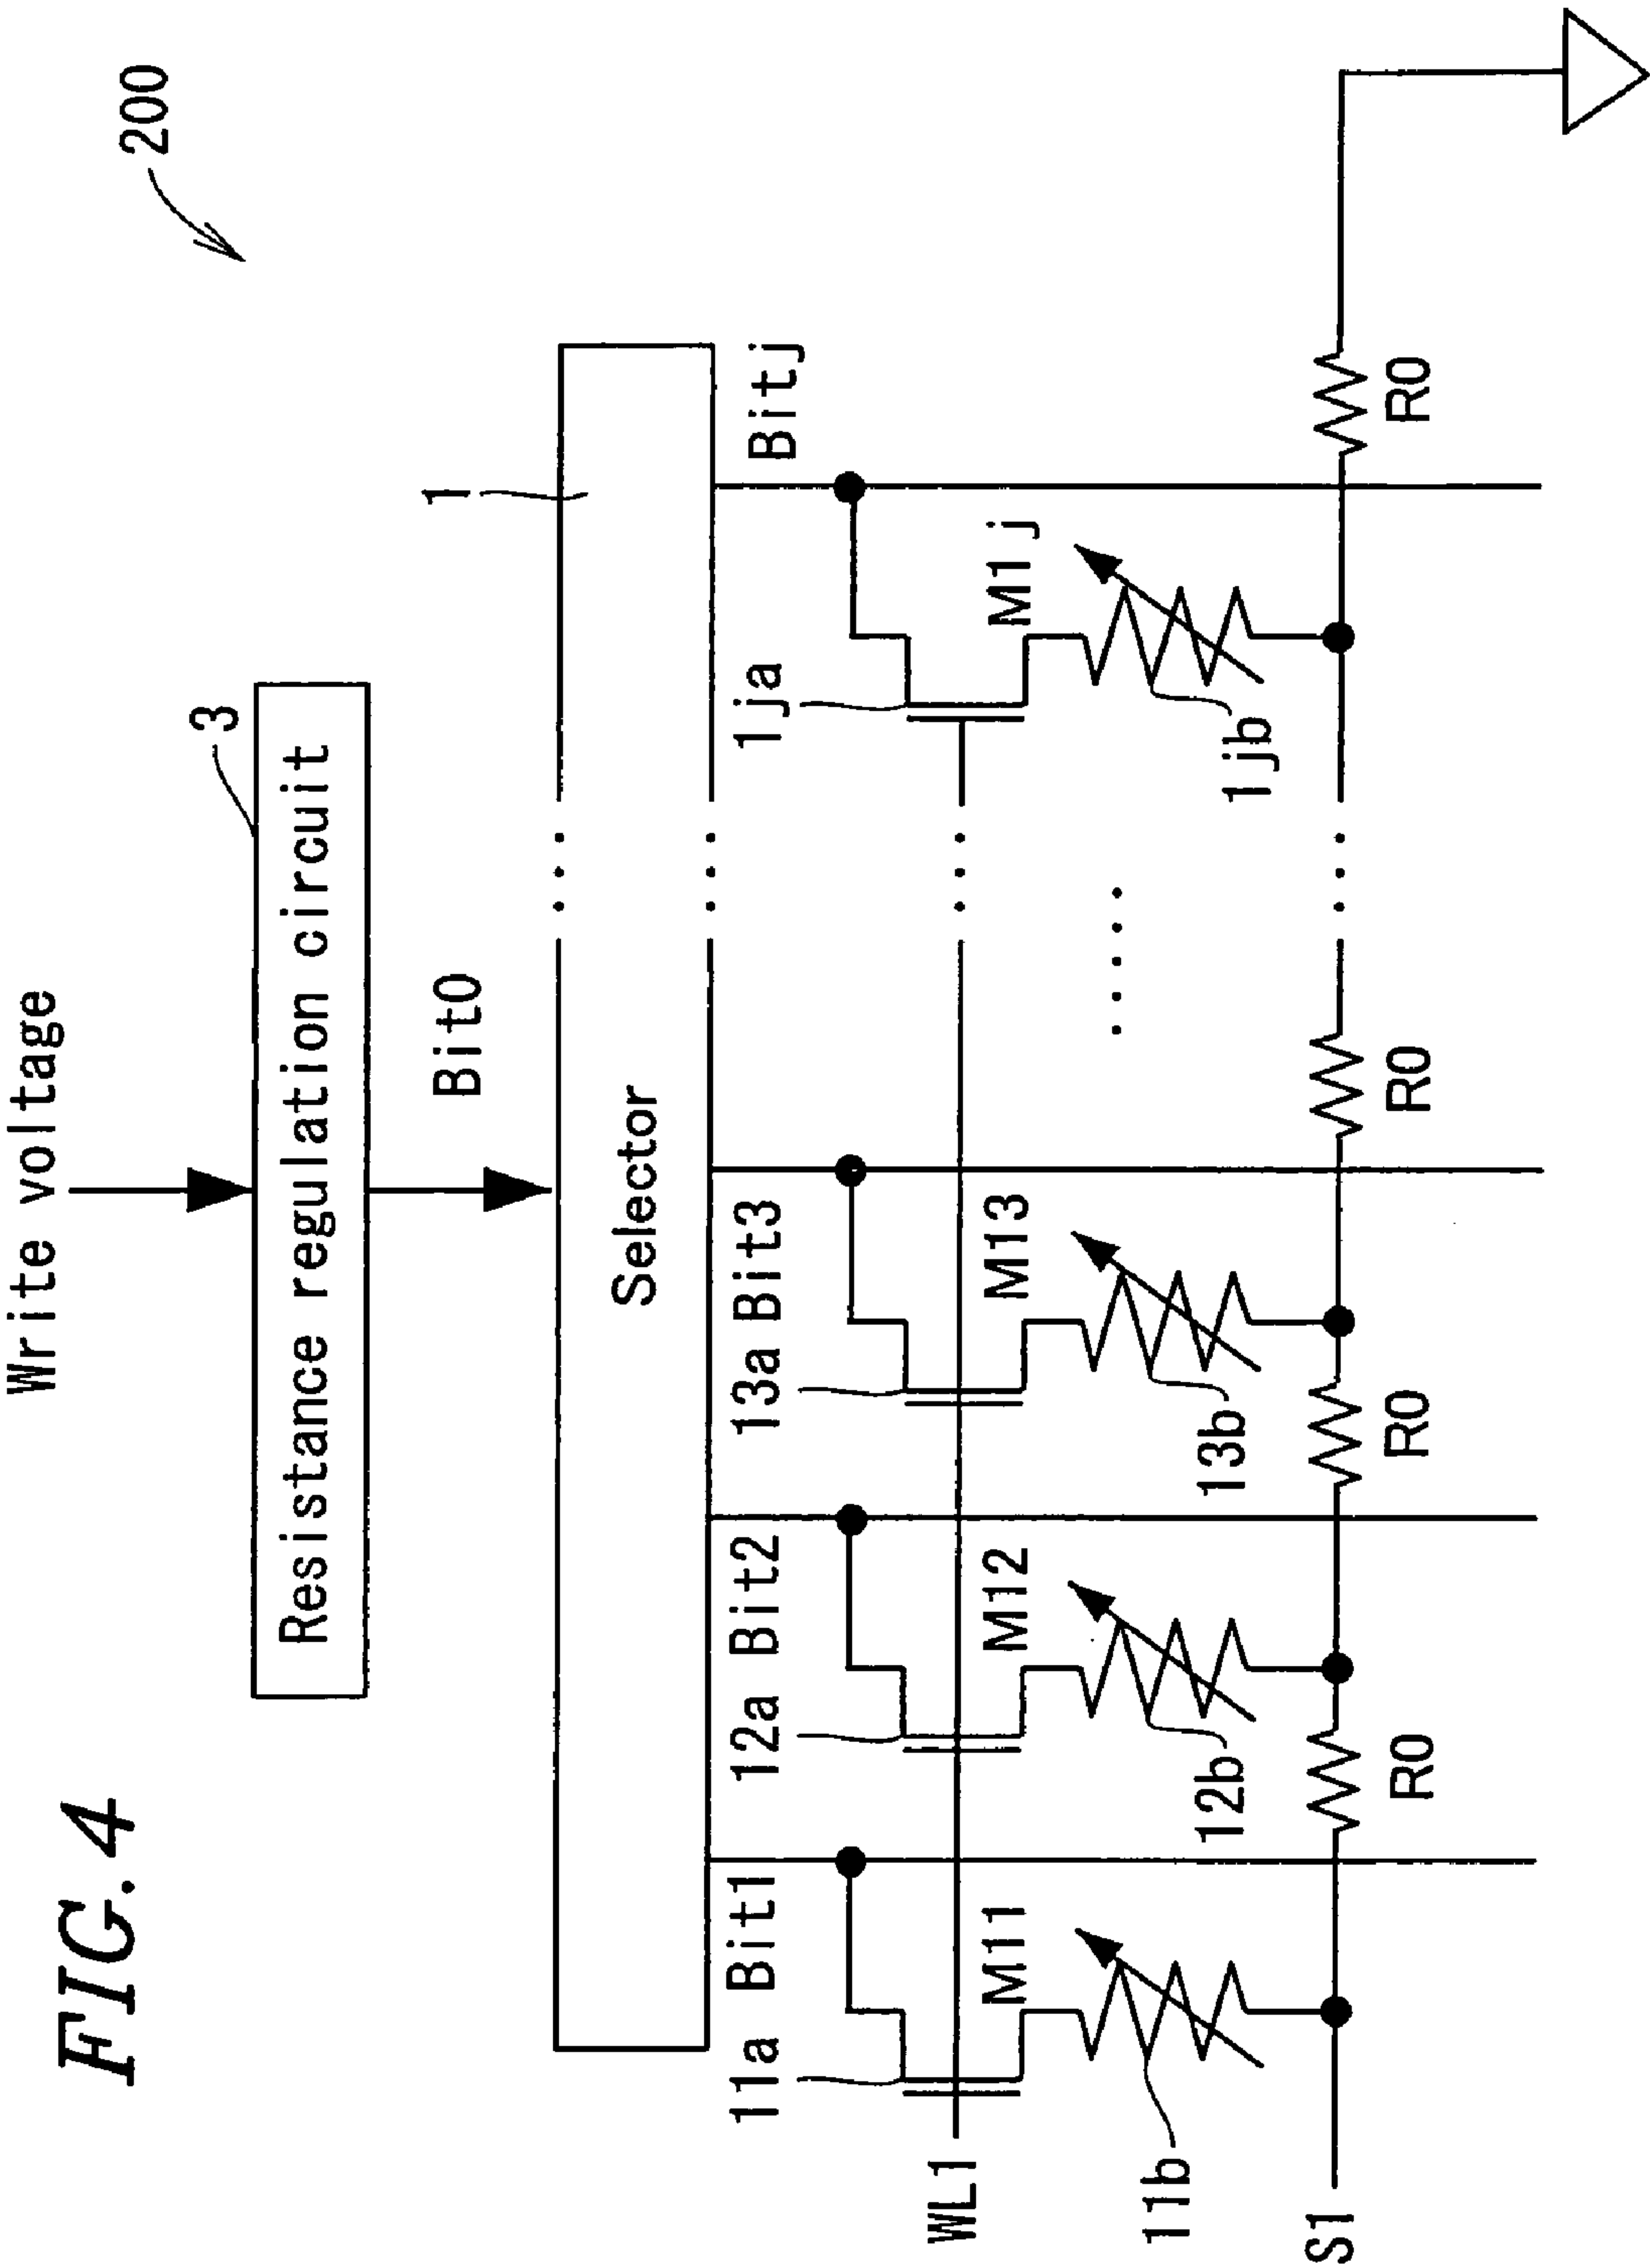 FIG. 4
200
Write voltage
3
Resistance regulation circuit
Bit0
1
Selector
11a Bit1
12a Bit2
13a Bit3
1ja
Bitj
WL1
M11
M12
M13
M1j
11b
12b
13b
1jb
S1
R0
R0
R0
R0